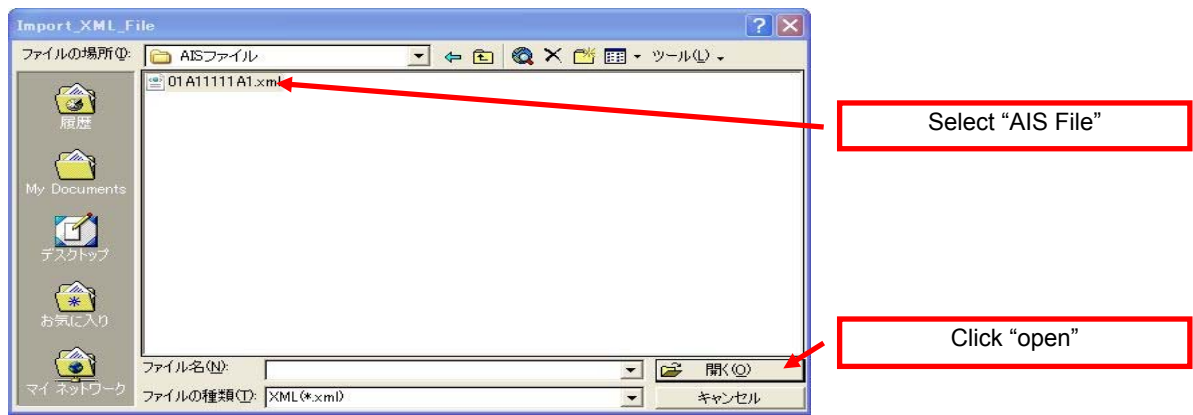 Import_XML_File
ファイルの場所(I):
AISファイル
ツール(L)
01A11111A1.xml
履歴
My Documents
デスクトップ
お気に入り
マイ ネットワーク
ファイル名(N):
開く(O)
ファイルの種類(T):
XML(*.xml)
キャンセル
Select “AIS File”
Click “open”